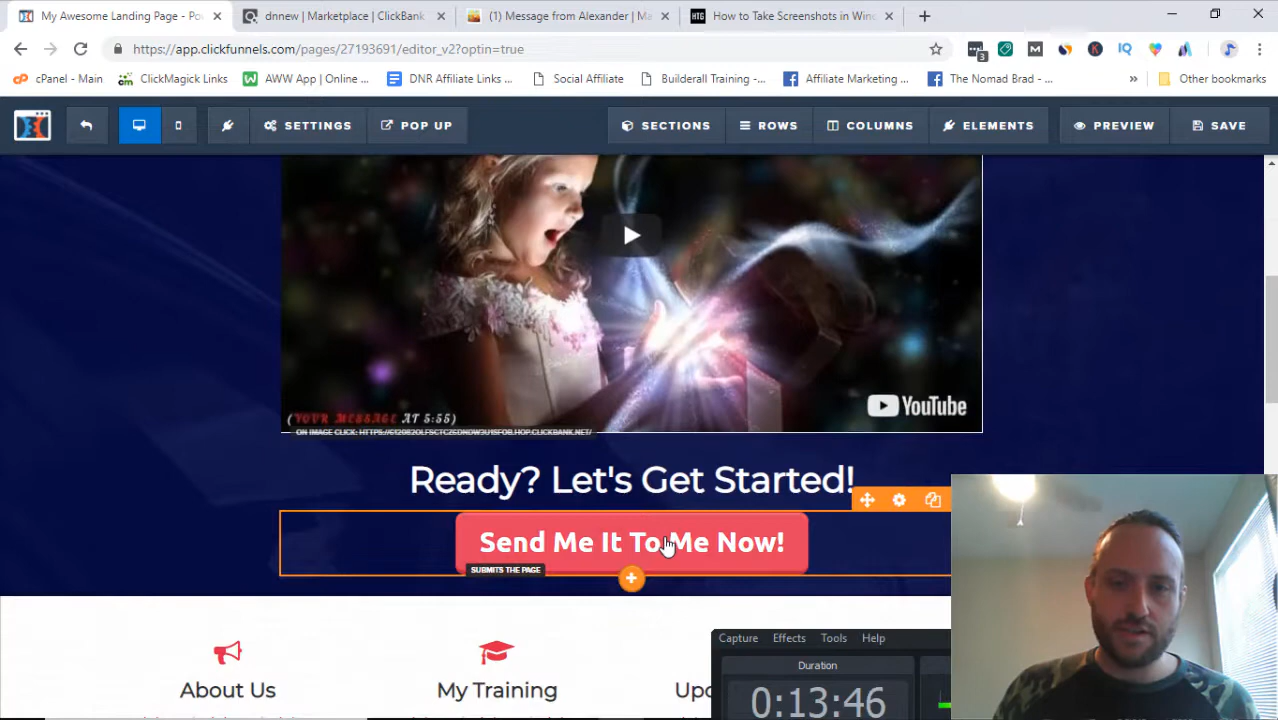 My Awesome Landing Page - Po
dnnew | Marketplace | ClickBank
(1) Message from Alexander | Ma
HTG
How to Take Screenshots in Win
https://app.clickfunnels.com/pages/27193691/editor_v2?optin=true
3
M
K
IQ
cPanel - Main
ClickMagick Links
AWW App | Online ...
DNR Affiliate Links ...
Social Affiliate
Builderall Training -...
Affiliate Marketing ...
The Nomad Brad - ...
»
Other bookmarks
SETTINGS
POP UP
SECTIONS
ROWS
COLUMNS
ELEMENTS
PREVIEW
SAVE
(YOUR MESSAGE AT 5:55)
YouTube
Ready? Let's Get Started!
Send Me It To Me Now!
SUBMITS THE PAGE
About Us
My Training
Capture Effects Tools Help
Duration
0:13:46